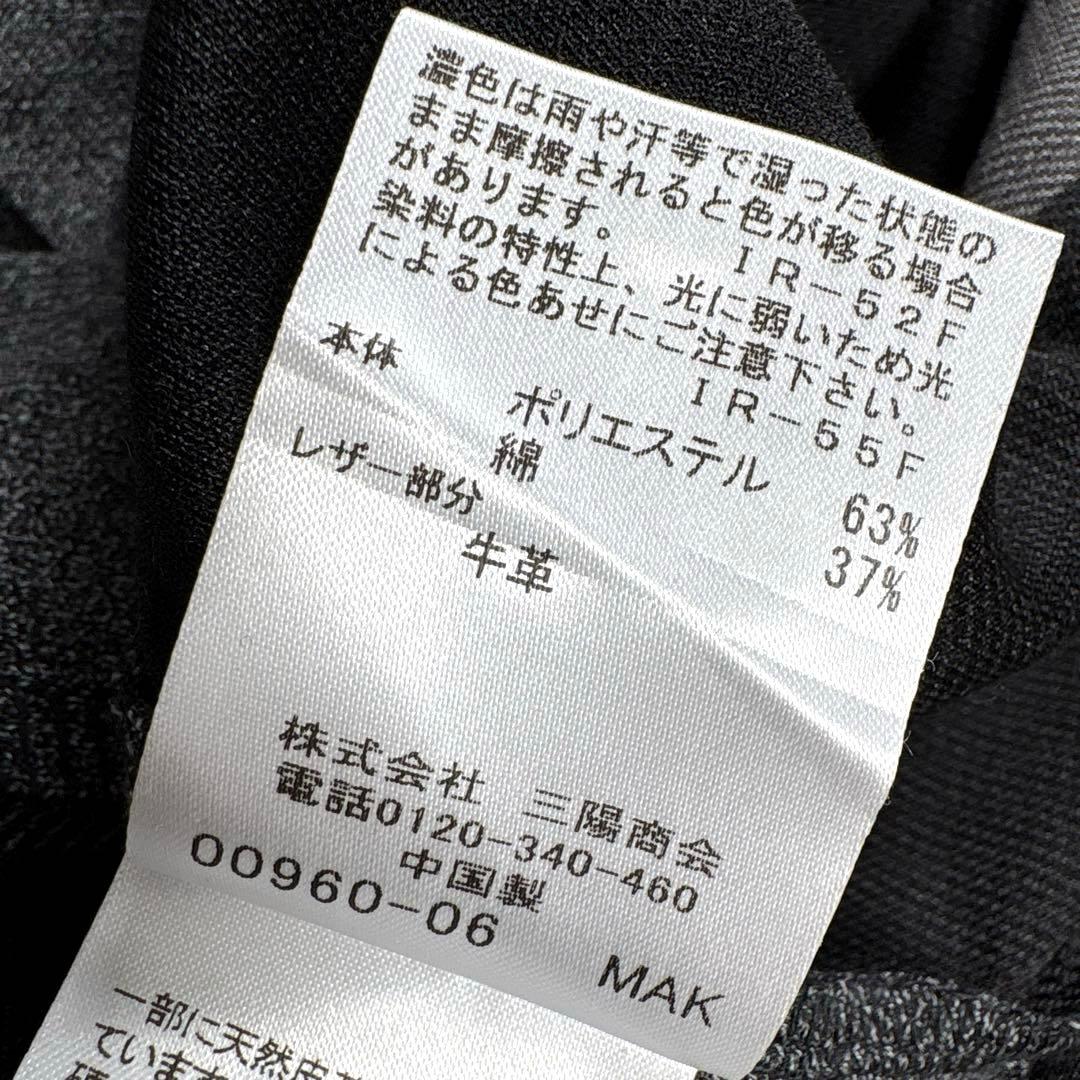 濃色は雨や汗等で湿った状態の
まま摩擦されると色が移る場合
があります。
IR-52F
染料の特性上、光に弱いため光
による色あせにご注意下さい。
IR-55F
本体
ポリエステル 63%
綿 37%
レザー部分
牛革
株式会社 三陽商会
電話0120-340-460
中国製
00960-06
MAK
一部に天然皮革
ています